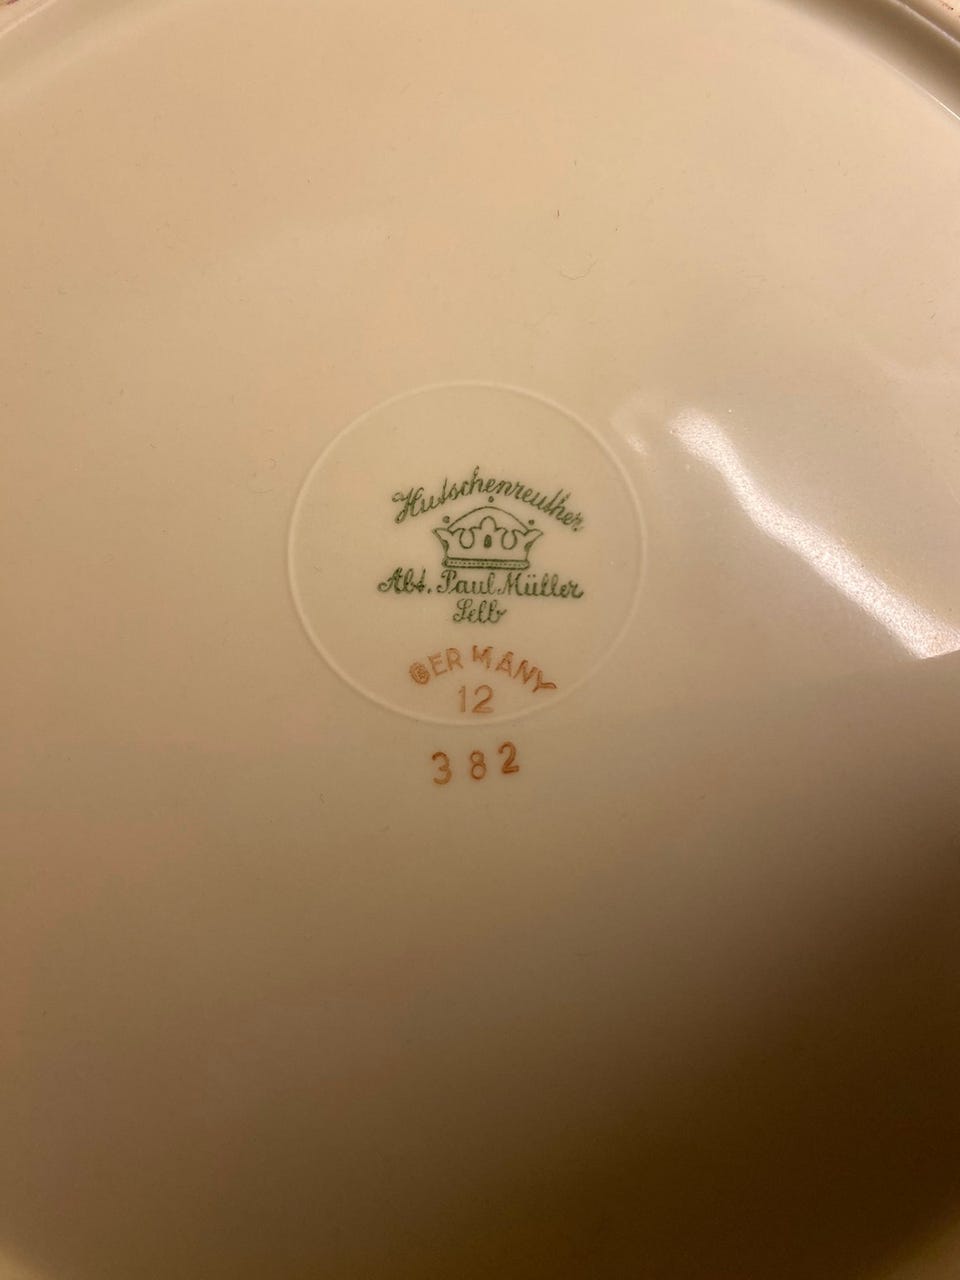 Hutschenreuther
Abt. Paul Müller
Selb
GERMANY
12
382